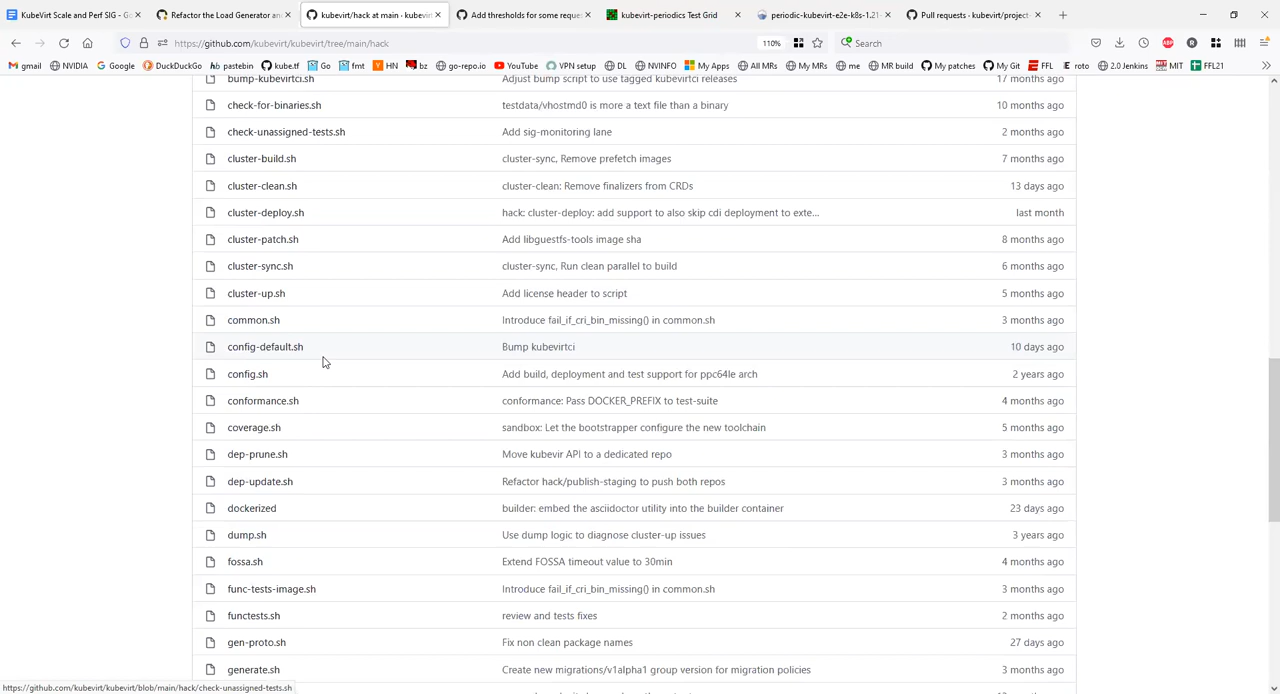 KubeVirt Scale and Perf SIG - G
Refactor the Load Generator and
kubevirt/hack at main · kubevir
Add thresholds for some reque
kubevirt-periodics Test Grid
periodic-kubevirt-e2e-k8s-1.21-
Pull requests · kubevirt/project-
https://github.com/kubevirt/kubevirt/tree/main/hack
110%
Search
gmail
NVIDIA
Google
DuckDuckGo
pastebin
kube.tf
Go
fmt
HN
bz
go-repo.io
YouTube
VPN setup
DL
NVINFO
My Apps
All MRs
My MRs
me
MR build
My patches
My Git
FFL
roto
2.0 Jenkins
MIT
FFL21
bump-kubevirtci.sh Adjust bump script to use tagged kubevirtci releases 17 months ago
check-for-binaries.sh testdata/vhostmd0 is more a text file than a binary 10 months ago
check-unassigned-tests.sh Add sig-monitoring lane 2 months ago
cluster-build.sh cluster-sync, Remove prefetch images 7 months ago
cluster-clean.sh cluster-clean: Remove finalizers from CRDs 13 days ago
cluster-deploy.sh hack: cluster-deploy: add support to also skip cdi deployment to exte... last month
cluster-patch.sh Add libguestfs-tools image sha 8 months ago
cluster-sync.sh cluster-sync, Run clean parallel to build 6 months ago
cluster-up.sh Add license header to script 5 months ago
common.sh Introduce fail_if_cri_bin_missing() in common.sh 3 months ago
config-default.sh Bump kubevirtci 10 days ago
config.sh Add build, deployment and test support for ppc64le arch 2 years ago
conformance.sh conformance: Pass DOCKER_PREFIX to test-suite 4 months ago
coverage.sh sandbox: Let the bootstrapper configure the new toolchain 5 months ago
dep-prune.sh Move kubevir API to a dedicated repo 3 months ago
dep-update.sh Refactor hack/publish-staging to push both repos 3 months ago
dockerized builder: embed the asciidoctor utility into the builder container 23 days ago
dump.sh Use dump logic to diagnose cluster-up issues 3 years ago
fossa.sh Extend FOSSA timeout value to 30min 4 months ago
func-tests-image.sh Introduce fail_if_cri_bin_missing() in common.sh 3 months ago
functests.sh review and tests fixes 2 months ago
gen-proto.sh Fix non clean package names 27 days ago
generate.sh Create new migrations/v1alpha1 group version for migration policies 3 months ago
https://github.com/kubevirt/kubevirt/blob/main/hack/check-unassigned-tests.sh